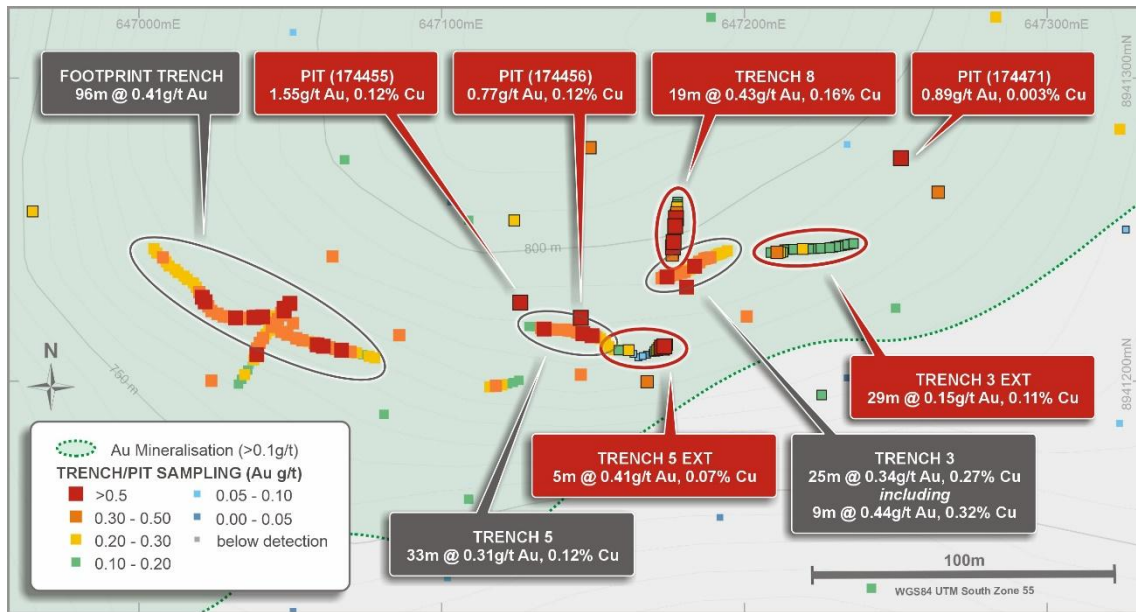 647000mE
647100mE
647200mE
647300mE
FOOTPRINT TRENCH
96m @ 0.41g/t Au
PIT (174455)
1.55g/t Au, 0.12% Cu
PIT (174456)
0.77g/t Au, 0.12% Cu
TRENCH 8
19m @ 0.43g/t Au, 0.16% Cu
PIT (174471)
0.89g/t Au, 0.003% Cu
8941300mN
800 m
750 m
N
8941200mN
TRENCH 3 EXT
29m @ 0.15g/t Au, 0.11% Cu
TRENCH 5 EXT
5m @ 0.41g/t Au, 0.07% Cu
TRENCH 3
25m @ 0.34g/t Au, 0.27% Cu
including
9m @ 0.44g/t Au, 0.32% Cu
TRENCH 5
33m @ 0.31g/t Au, 0.12% Cu
Au Mineralisation (>0.1g/t)
TRENCH/PIT SAMPLING (Au g/t)
>0.5
0.30 - 0.50
0.20 - 0.30
0.10 - 0.20
0.05 - 0.10
0.00 - 0.05
below detection
100m
WGS84 UTM South Zone 55